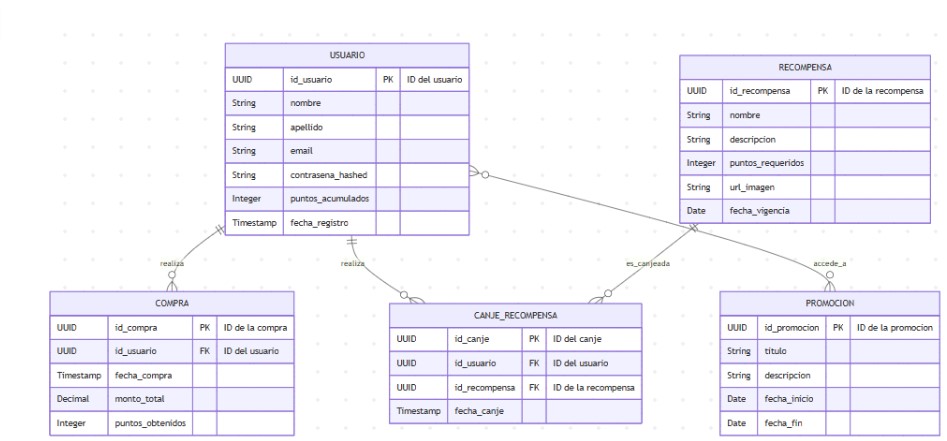 USUARIO
UUID id_usuario PK ID del usuario
String nombre
String apellido
String email
String contrasena_hashed
Integer puntos_acumulados
Timestamp fecha_registro
RECOMPENSA
UUID id_recompensa PK ID de la recompensa
String nombre
String descripcion
Integer puntos_requeridos
String url_imagen
Date fecha_vigencia
realiza
realiza
es_canjeada
accede_a
COMPRA
UUID id_compra PK ID de la compra
UUID id_usuario FK ID del usuario
Timestamp fecha_compra
Decimal monto_total
Integer puntos_obtenidos
CANJE_RECOMPENSA
UUID id_canje PK ID del canje
UUID id_usuario FK ID del usuario
UUID id_recompensa FK ID de la recompensa
Timestamp fecha_canje
PROMOCION
UUID id_promocion PK ID de la promocion
String titulo
String descripcion
Date fecha_inicio
Date fecha_fin